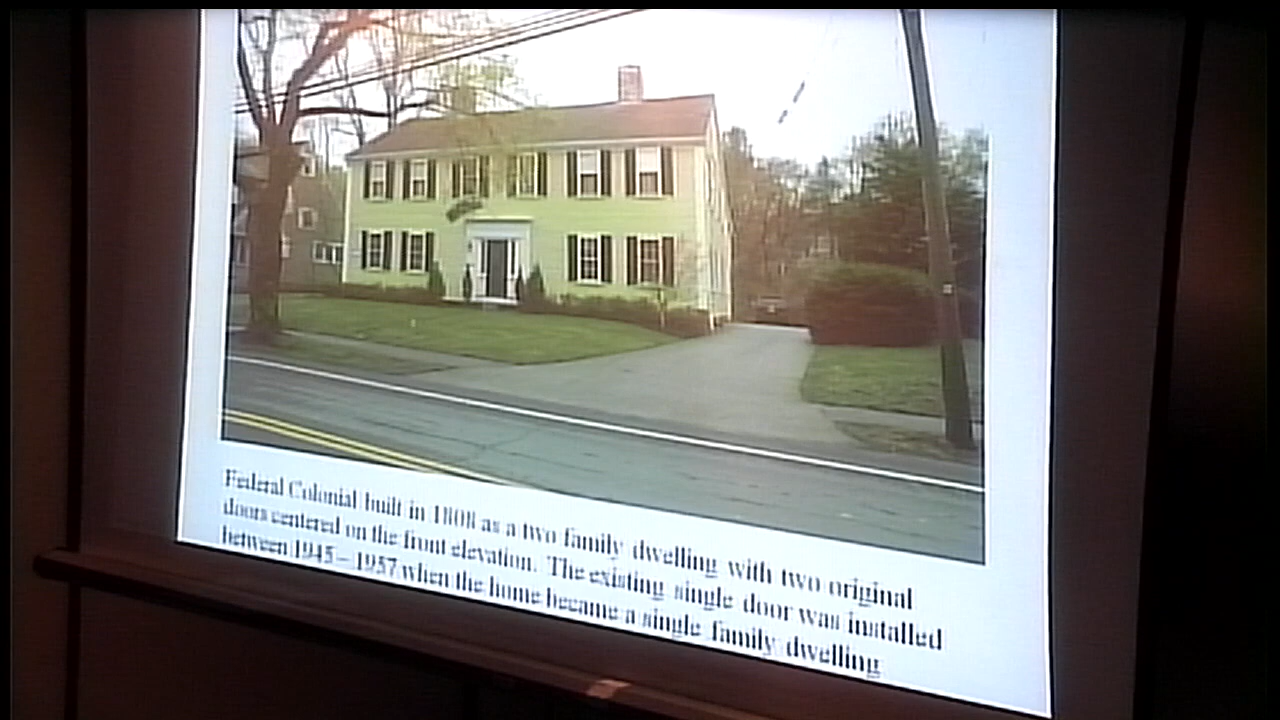 Federal Colonial built in 1808 as a two family dwelling with two original
doors centered on the front elevation. The existing single door was installed
between 1945 – 1957 when the home became a single family dwelling